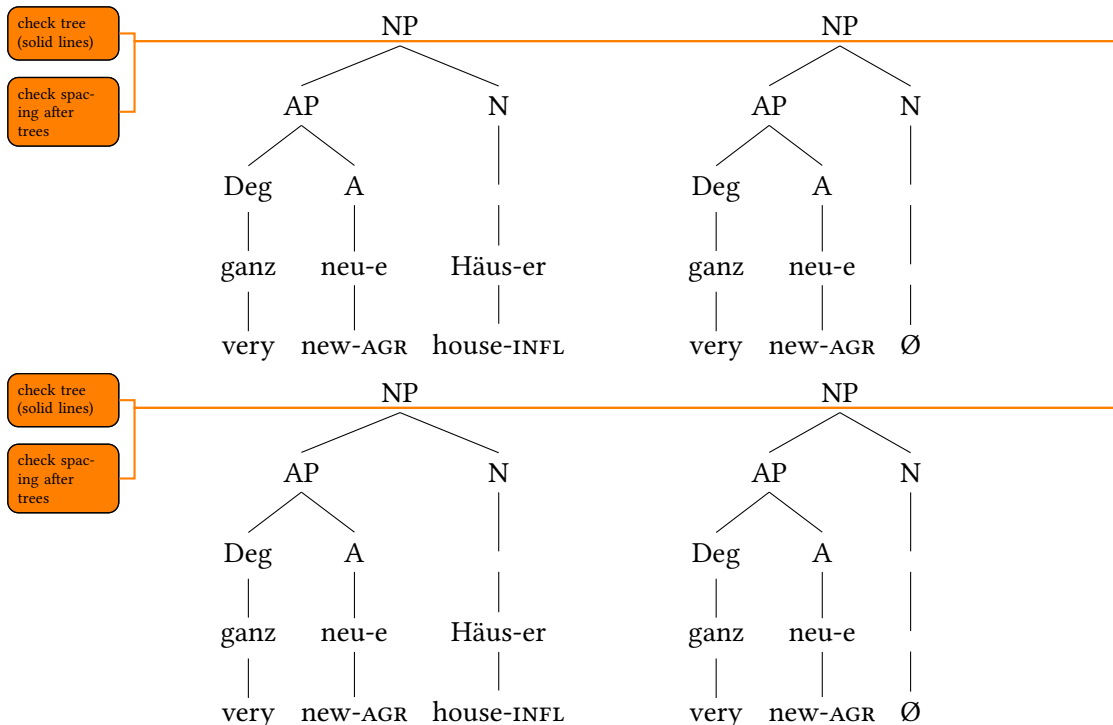 check tree
(solid lines)
check spac-
ing after
trees
NP NP
AP N AP N
Deg A Deg A
ganz neu-e Häus-er ganz neu-e
very new-AGR house-INFL very new-AGR Ø
check tree
(solid lines)
check spac-
ing after
trees
NP NP
AP N AP N
Deg A Deg A
ganz neu-e Häus-er ganz neu-e
very new-AGR house-INFL very new-AGR Ø